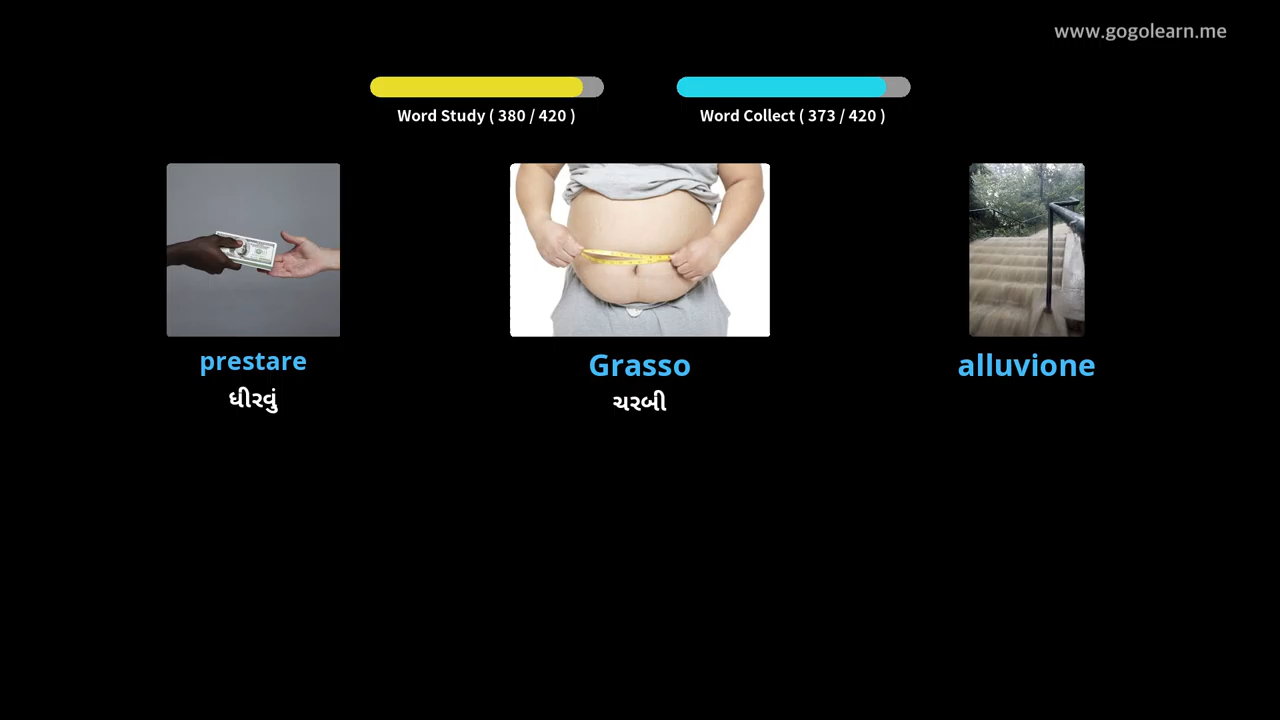 www.gogolearn.me
Word Study ( 380 / 420 )
Word Collect ( 373 / 420 )
prestare
ધીરવું
Grasso
ચરબી
alluvione